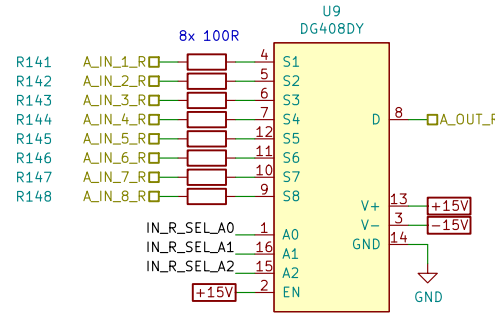 U9
DG408DY
8x 100R
R141 A_IN_1_R 4 S1
R142 A_IN_2_R 5 S2
R143 A_IN_3_R 6 S3
R144 A_IN_4_R 7 S4 D 8 A_OUT_R
R145 A_IN_5_R 12 S5
R146 A_IN_6_R 11 S6
R147 A_IN_7_R 10 S7
R148 A_IN_8_R 9 S8
V+ 13 +15V
IN_R_SEL_A0 1 A0 V- 3 -15V
IN_R_SEL_A1 16 A1 GND 14
IN_R_SEL_A2 15 A2
+15V 2 EN
GND